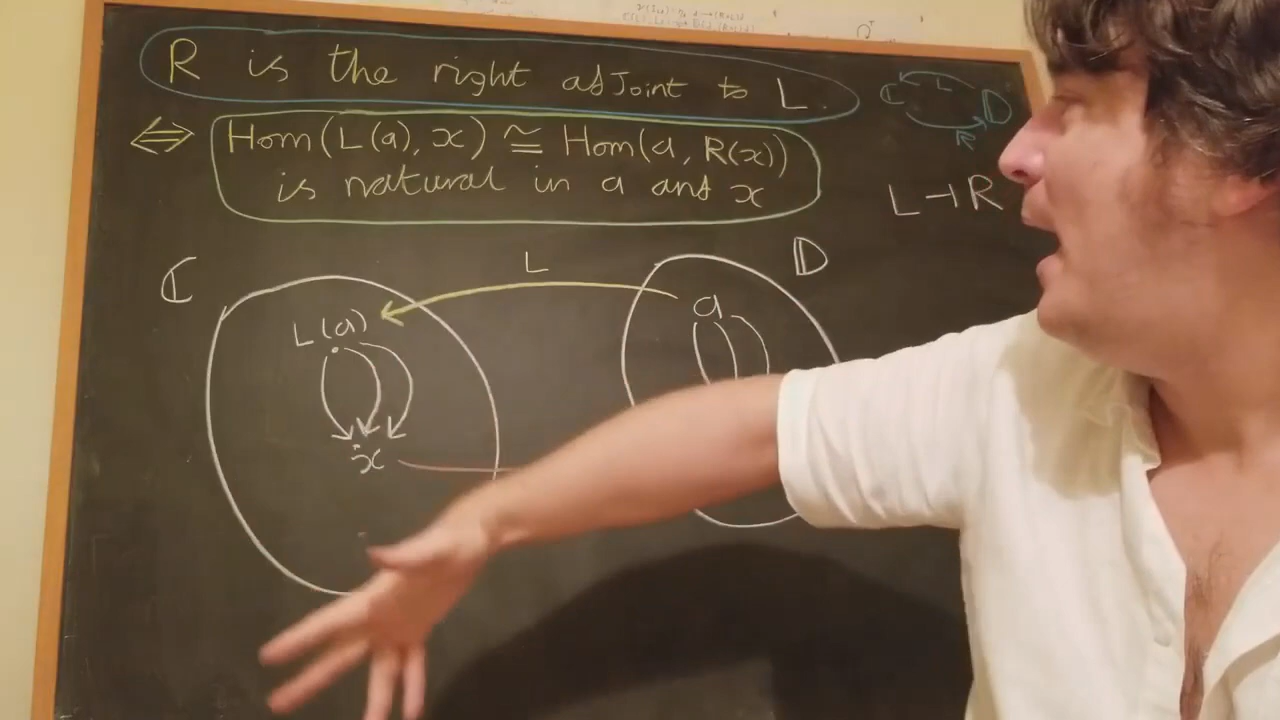 R is the right adjoint to L.
⇔ Hom(L(a), x) ≅ Hom(a, R(x))
is natural in a and x
ℂ L 𝔻
R
L ⊣ R
ℂ L 𝔻
L(a) a
x